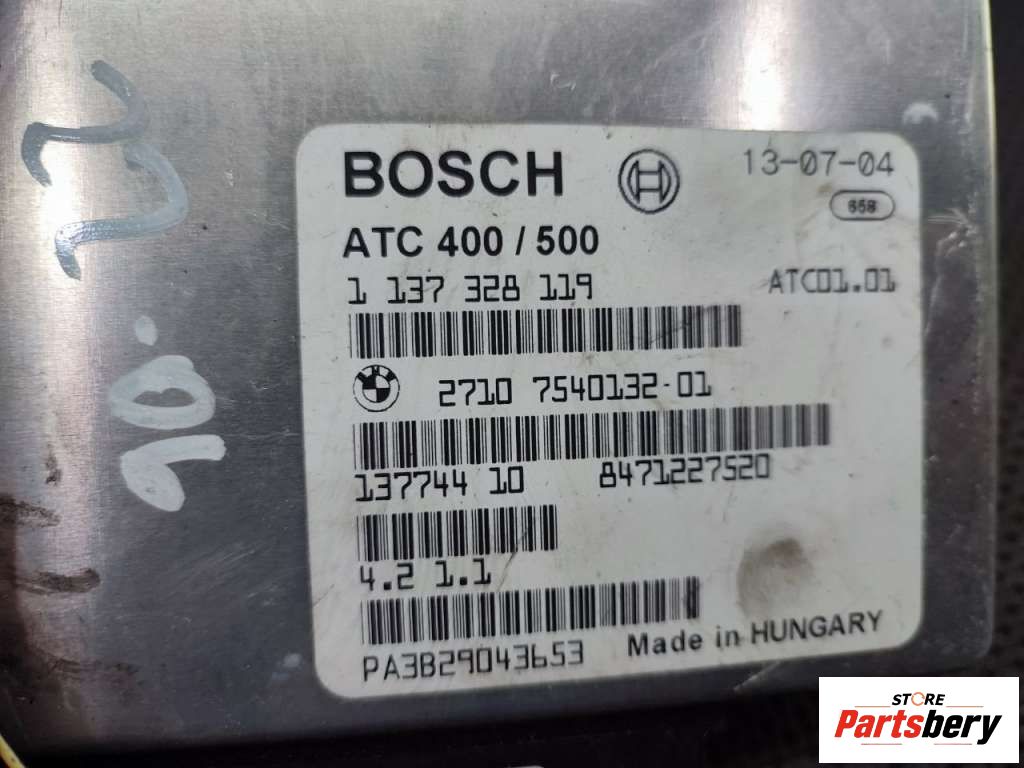 BOSCH
13-07-04
658
ATC 400 / 500
1 137 328 119
ATC01.01
2710 7540132-01
137744 10
8471227520
4.2 1.1
PA3B29043653
Made in HUNGARY
STORE
Partsbery